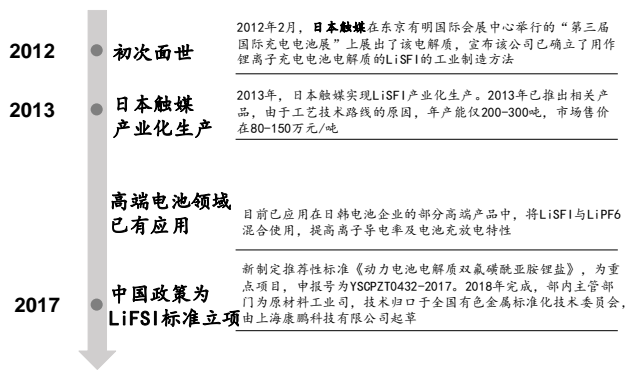 2012
初次面世
2012年2月，日本触媒在东京有明国际会展中心举行的“第三届
国际充电电池展”上展出了该电解质，宣布该公司已确立了用作
锂离子充电电池电解质的LiSFI的工业制造方法
2013
日本触媒
产业化生产
2013年，日本触媒实现LiSFI产业化生产。2013年已推出相关产
品，由于工艺技术路线的原因，年产能仅200-300吨，市场售价
在80-150万元/吨
高端电池领域
已有应用
目前已应用在日韩电池企业的部分高端产品中，将LiSFI与LiPF6
混合使用，提高离子导电率及电池充放电特性
2017
中国政策为
LiFSI标准立项
新制定推荐性标准《动力电池电解质双氟磺酰亚胺锂盐》，为重
点项目，申报号为YSCPZT0432-2017。2018年完成，部内主管部
门为原材料工业司，技术归口于全国有色金属标准化技术委员会，
由上海康鹏科技有限公司起草